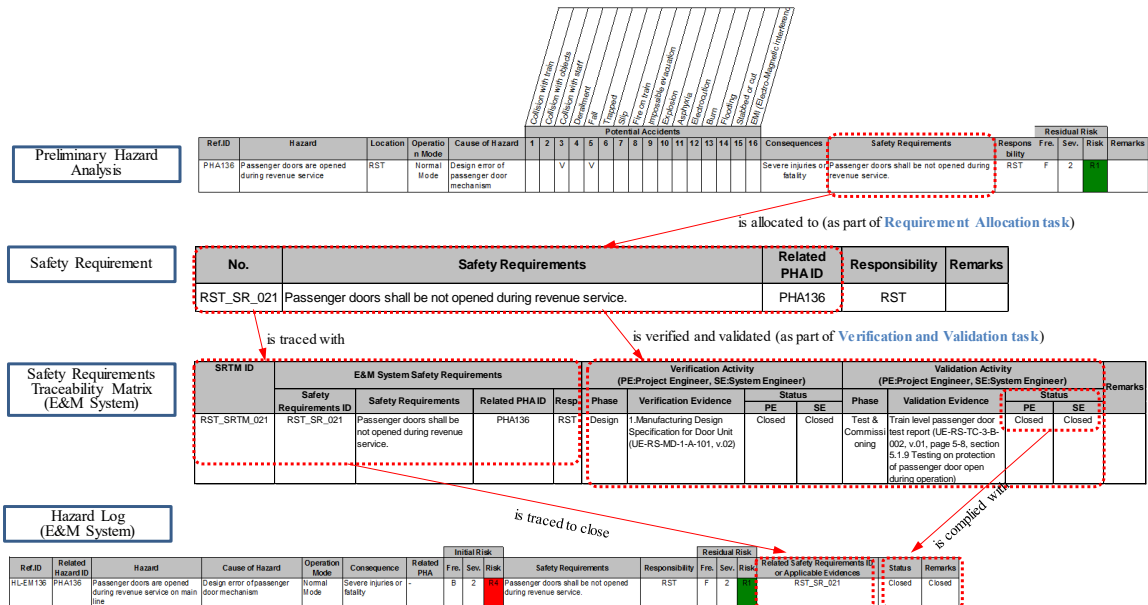 Collision with train
Collision with objects
Collision with staff
Derailment
Fall
Trapped
Slip
Fire on train
Impossible evacuation
Explosion
Asphyxia
Electrocution
Burn
Flooding
Stabbed or cut
EMI (Electro-Magnetic interference
Preliminary Hazard
Analysis
Potential Accidents
Residual Risk
Ref.ID Hazard Location Operatio
n Mode Cause of Hazard 1 2 3 4 5 6 7 8 9 10 11 12 13 14 15 16 Consequences Safety Requirements Respons
ibility Fre. Sev. Risk Remarks
PHA136 Passenger doors are opened
during revenue service RST Normal
Mode Design error of
passenger door
mechanism V V Severe injuries or
fatality Passenger doors shall be not opened during
revenue service. RST F 2 R1
is allocated to (as part of Requirement Allocation task)
Safety Requirement
No. Safety Requirements Related
PHA ID Responsibility Remarks
RST_SR_021 Passenger doors shall be not opened during revenue service. PHA136 RST
is traced with
is verified and validated (as part of Verification and Validation task)
Safety Requirements
Traceability Matrix
(E&M System)
SRTM ID E&M System Safety Requirements Verification Activity
(PE:Project Engineer, SE:System Engineer) Validation Activity
(PE:Project Engineer, SE:System Engineer) Remarks
Safety
Requirements ID Safety Requirements Related PHA ID Resp. Phase Verification Evidence Status
PE SE Phase Validation Evidence Status
PE SE
RST_SRTM_021 RST_SR_021 Passenger doors shall be
not opened during revenue
service. PHA136 RST Design 1.Manufacturing Design
Specification for Door Unit
(UE-RS-MD-1-A-101, v.02) Closed Closed Test &
Commissi
oning Train level passenger door
test report (UE-RS-TC-3-B-
002, v.01, page 5-8, section
5.1.9 Testing on protection
of passenger door open
during operation) Closed Closed
Hazard Log
(E&M System)
is traced to close
is complied with
Initial Risk
Residual Risk
Ref.ID Related
Hazard ID Hazard Cause of Hazard Operation
Mode Consequence Related
PHA Fre. Sev. Risk Safety Requirements Responsibility Fre. Sev. Risk Related Safety Requirements ID
or Applicable Evidences Status Remarks
HL-EM136 PHA136 Passenger doors are opened
during revenue service on main
line Design error of passenger
door mechanism. Normal
Mode Severe injuries or
fatality - B 2 R4 Passenger doors shall be not opened
during revenue service. RST F 2 R1 RST_SR_021 Closed Closed